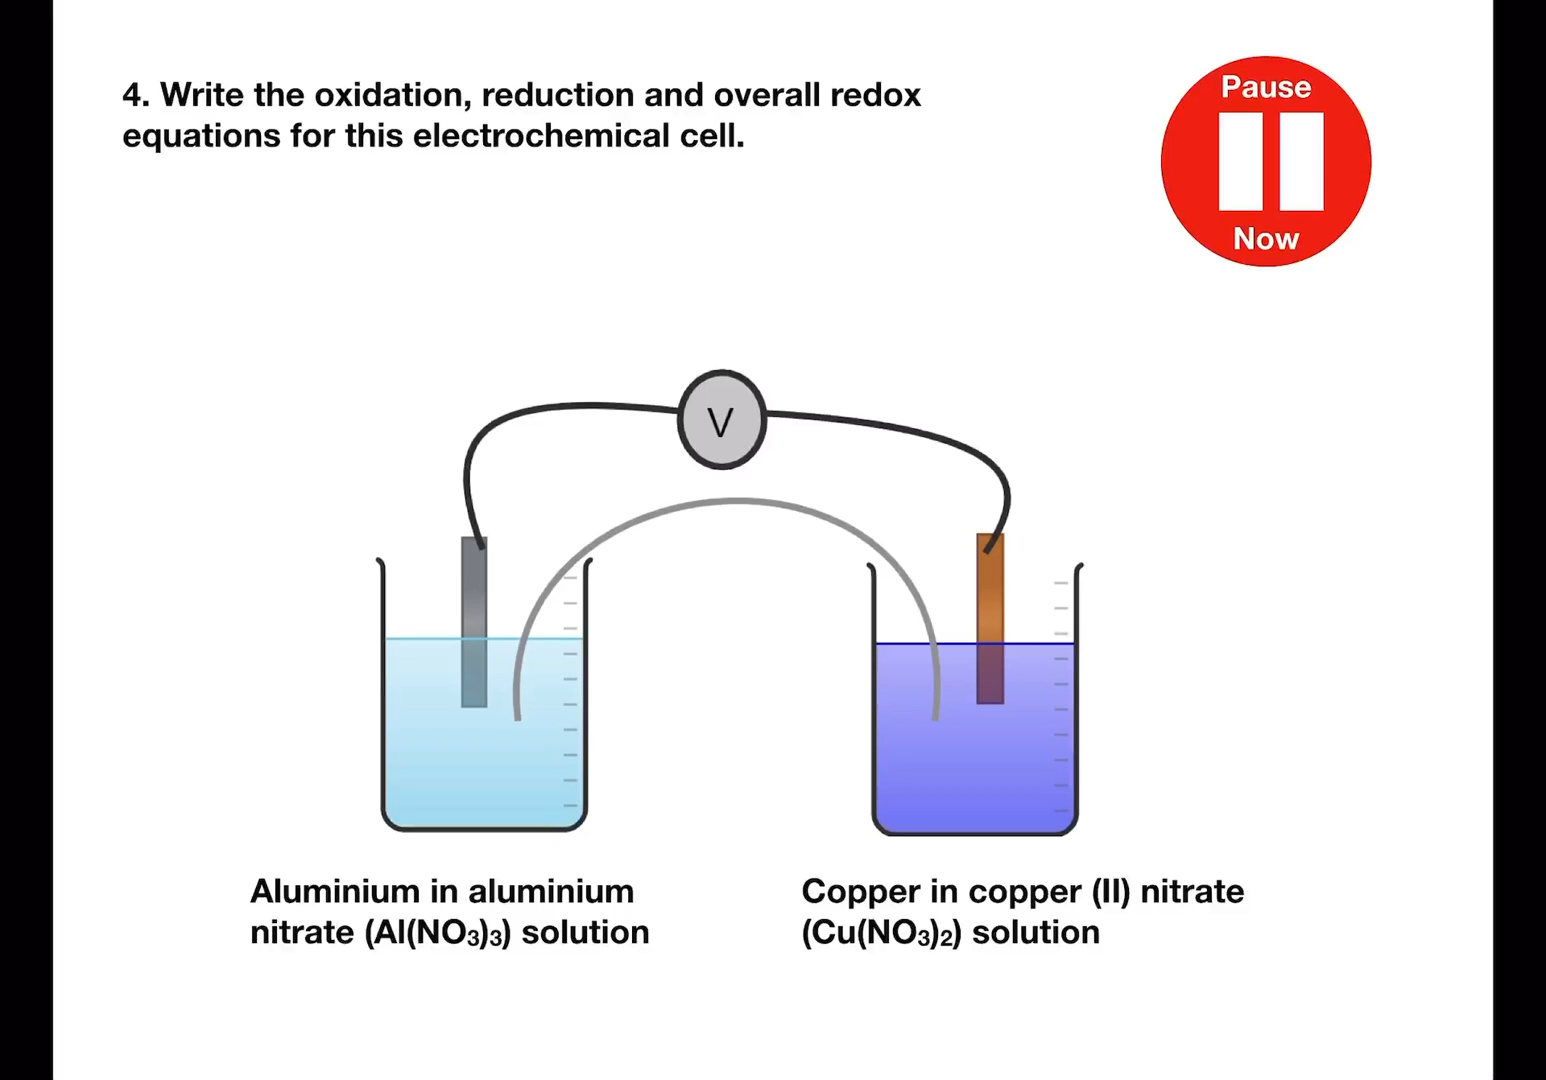 4. Write the oxidation, reduction and overall redox
equations for this electrochemical cell.
Pause
Now
V
Aluminium in aluminium
nitrate (Al(NO₃)₃) solution
Copper in copper (II) nitrate
(Cu(NO₃)₂) solution